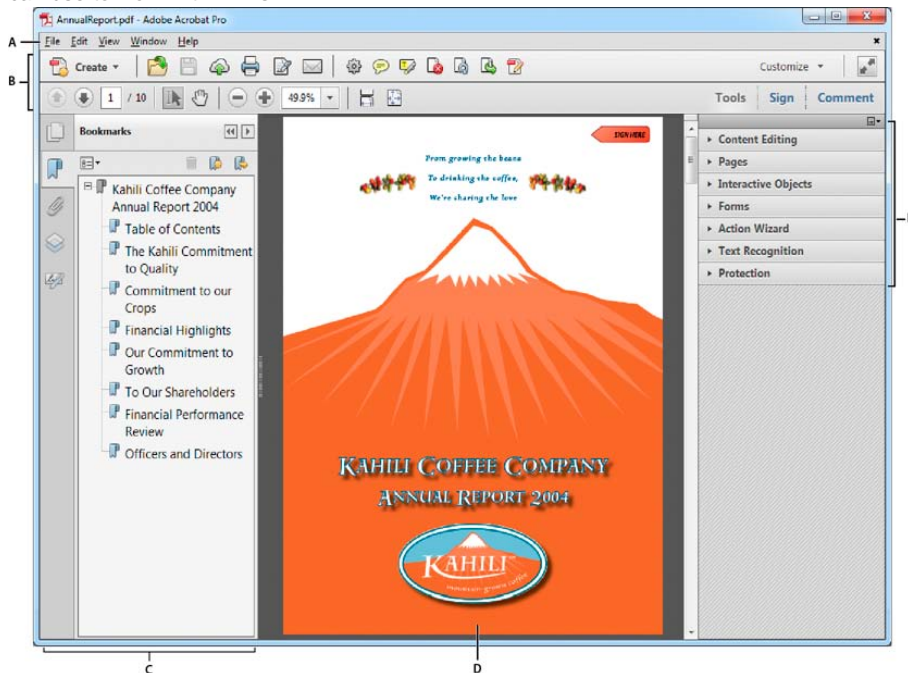 AnnualReport.pdf - Adobe Acrobat Pro
A
File Edit View Window Help
B
Create
Customize
1 / 10
49.9%
Tools Sign Comment
Bookmarks
Kahili Coffee Company
Annual Report 2004
Table of Contents
The Kahili Commitment
to Quality
Commitment to our
Crops
Financial Highlights
Our Commitment to
Growth
To Our Shareholders
Financial Performance
Review
Officers and Directors
SIGN HERE
From growing the beans
To drinking the coffee,
We're sharing the love
KAHILI COFFEE COMPANY
ANNUAL REPORT 2004
KAHILI
mountain grown coffee
Content Editing
Pages
Interactive Objects
Forms
Action Wizard
Text Recognition
Protection
C
D